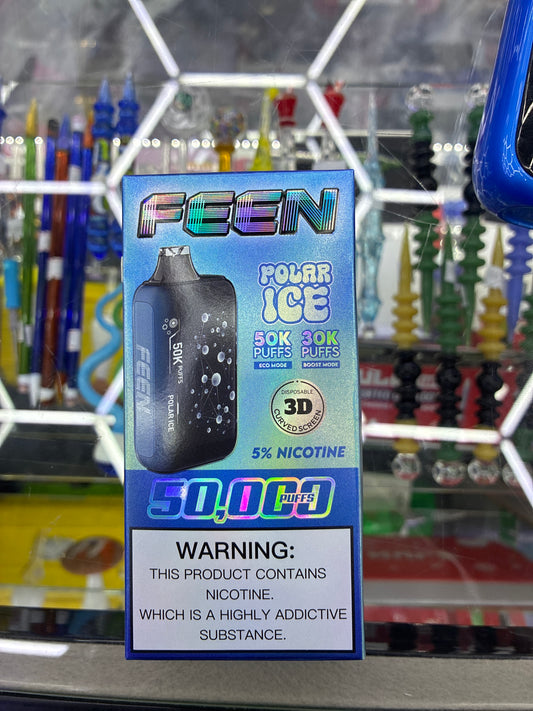 FEEN
POLAR
ICE
50K 30K
PUFFS PUFFS
ECO MODE BOOST MODE
DISPOSABLE
3D
CURVED SCREEN
5% NICOTINE
FEEN
50K PUFFS
POLAR ICE
50,000 PUFFS
WARNING:
THIS PRODUCT CONTAINS
NICOTINE.
WHICH IS A HIGHLY ADDICTIVE
SUBSTANCE.